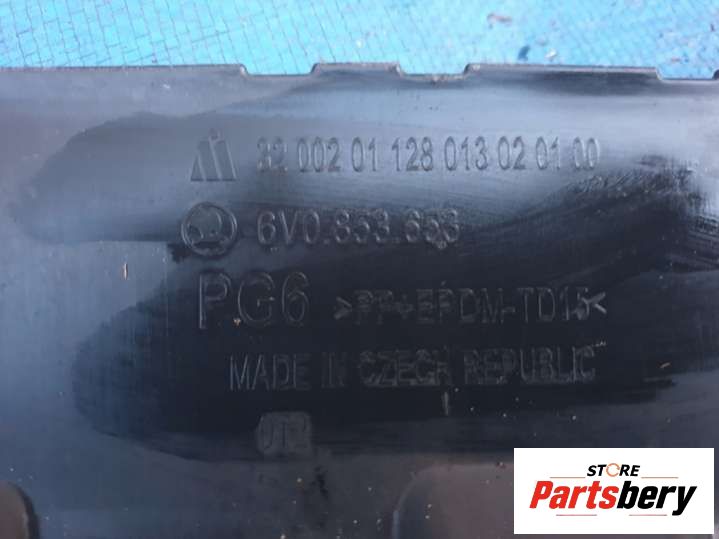 32 002 01 128 013 02 01 00
6V0.853.653
PG6 >PP+EPDM-TD15<
MADE IN CZECH REPUBLIC
STORE
Partsbery